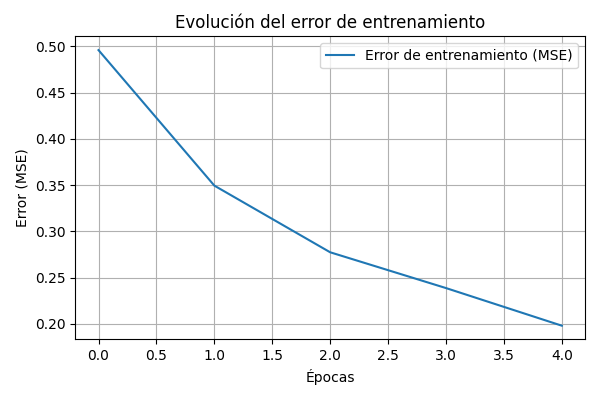 Evolución del error de entrenamiento
Error de entrenamiento (MSE)
Error (MSE)
0.50
0.45
0.40
0.35
0.30
0.25
0.20
0.0 0.5 1.0 1.5 2.0 2.5 3.0 3.5 4.0
Épocas